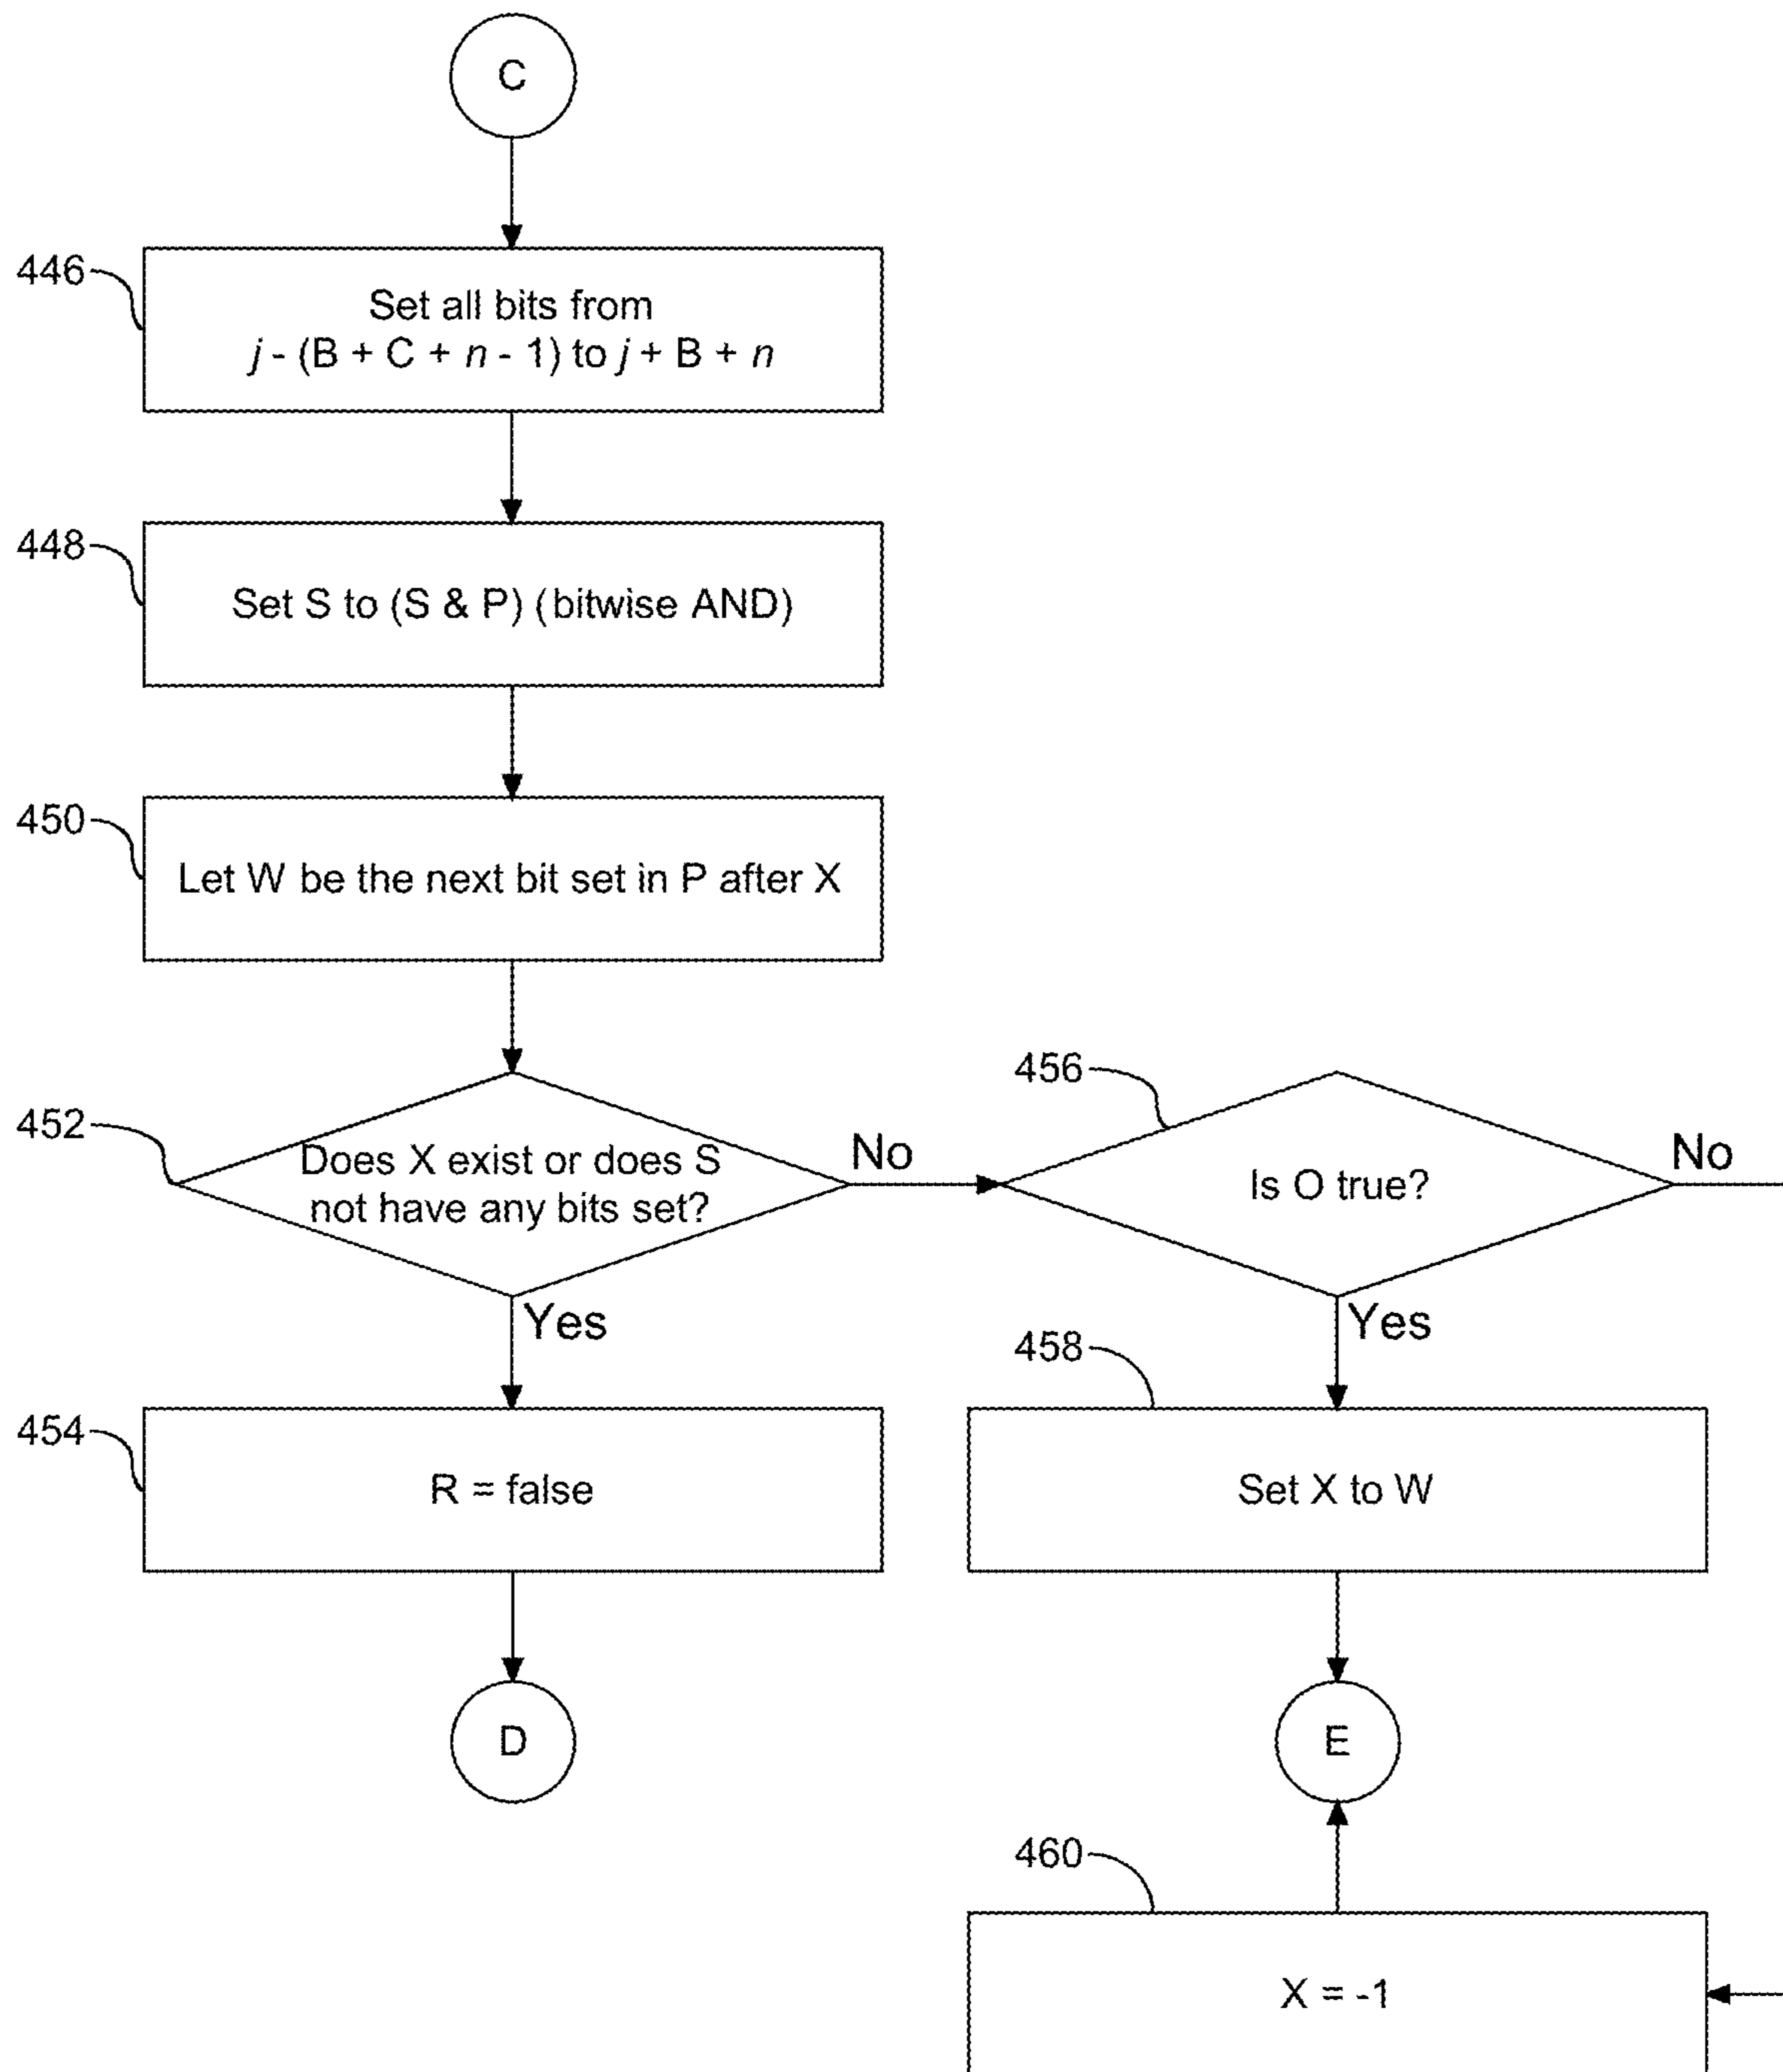 C
446
Set all bits from
j - (B + C + n - 1) to j + B + n
448
Set S to (S & P) (bitwise AND)
450
Let W be the next bit set in P after X
452
Does X exist or does S
not have any bits set?
No
456
Is O true?
No
Yes
Yes
454
R = false
458
Set X to W
D
E
460
X = -1